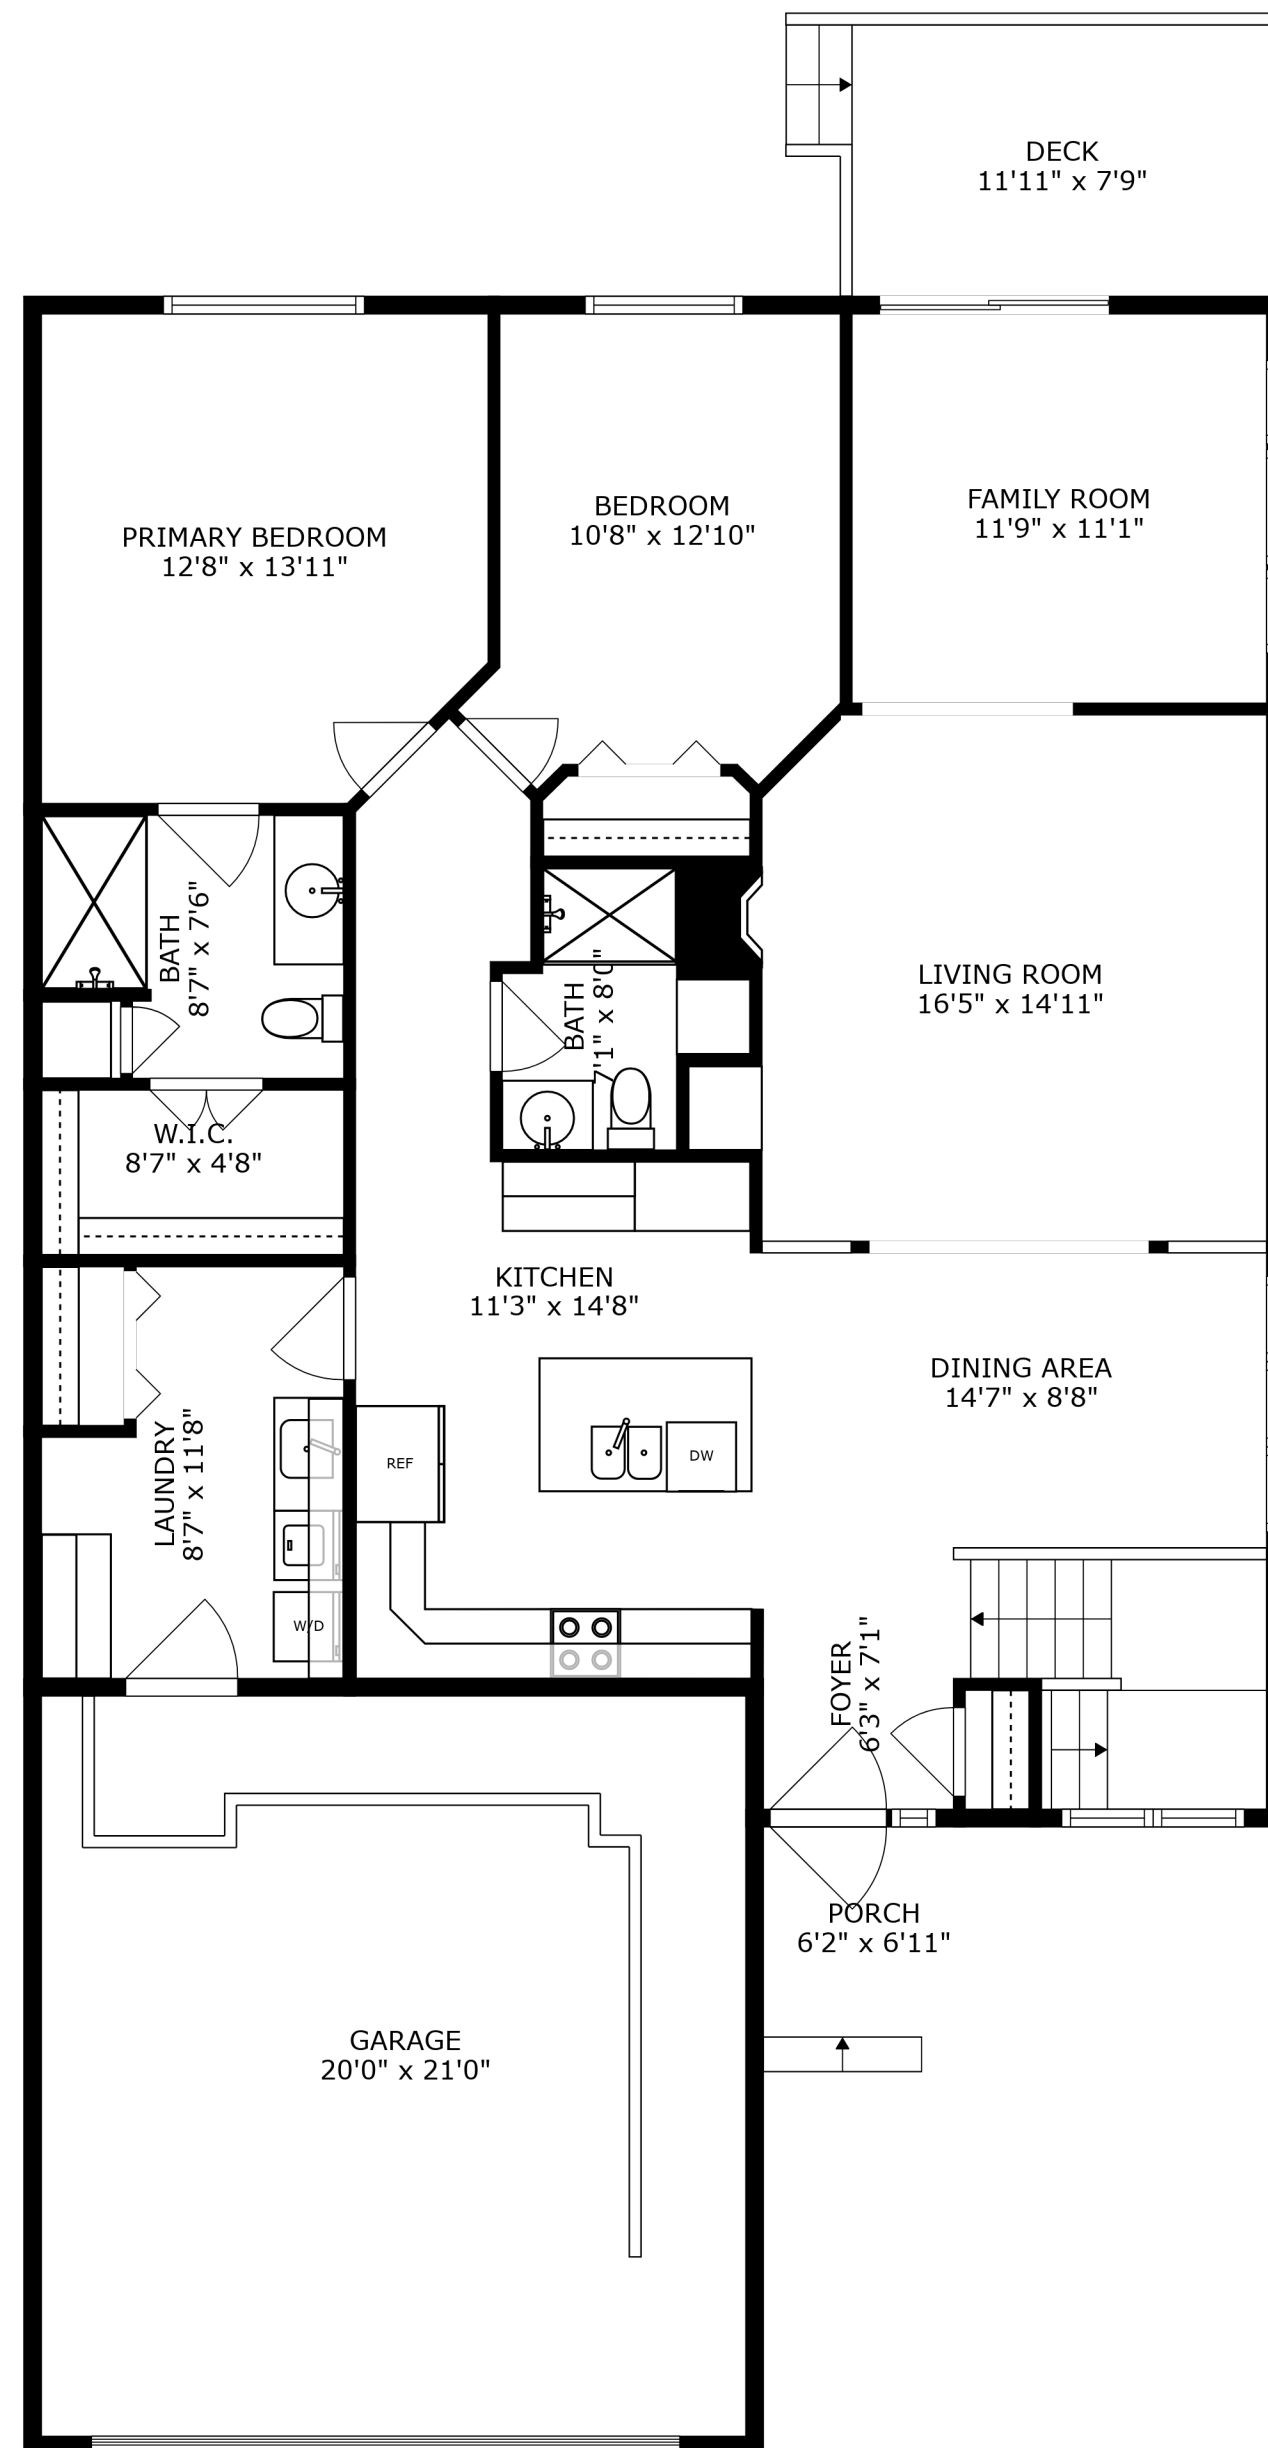 DECK
11'11" x 7'9"
PRIMARY BEDROOM
12'8" x 13'11"
BEDROOM
10'8" x 12'10"
FAMILY ROOM
11'9" x 11'1"
BATH
8'7" x 7'6"
BATH
7'1" x 8'0"
LIVING ROOM
16'5" x 14'11"
W.I.C.
8'7" x 4'8"
KITCHEN
11'3" x 14'8"
DINING AREA
14'7" x 8'8"
LAUNDRY
8'7" x 11'8"
REF
DW
W/D
FOYER
6'3" x 7'1"
PORCH
6'2" x 6'11"
GARAGE
20'0" x 21'0"